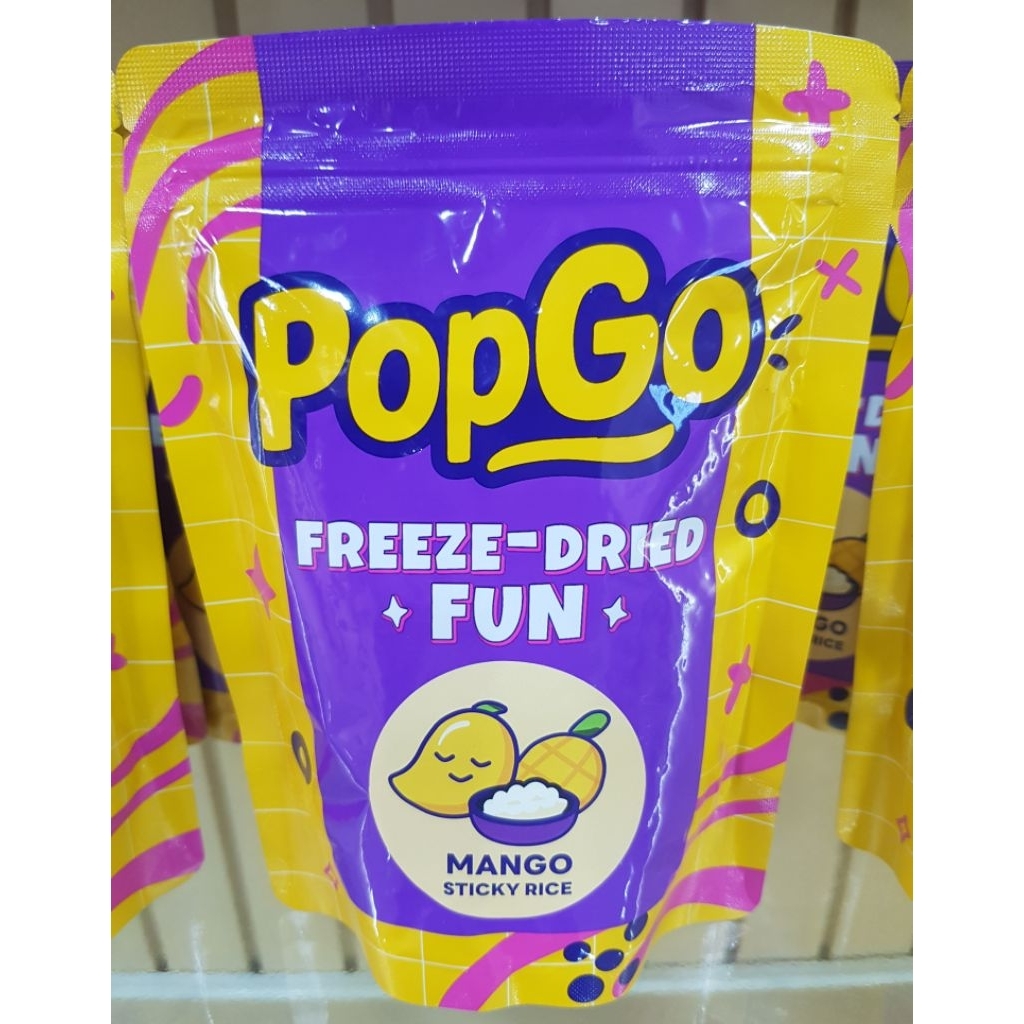 PopGo
FREEZE-DRIED
FUN
MANGO
STICKY RICE